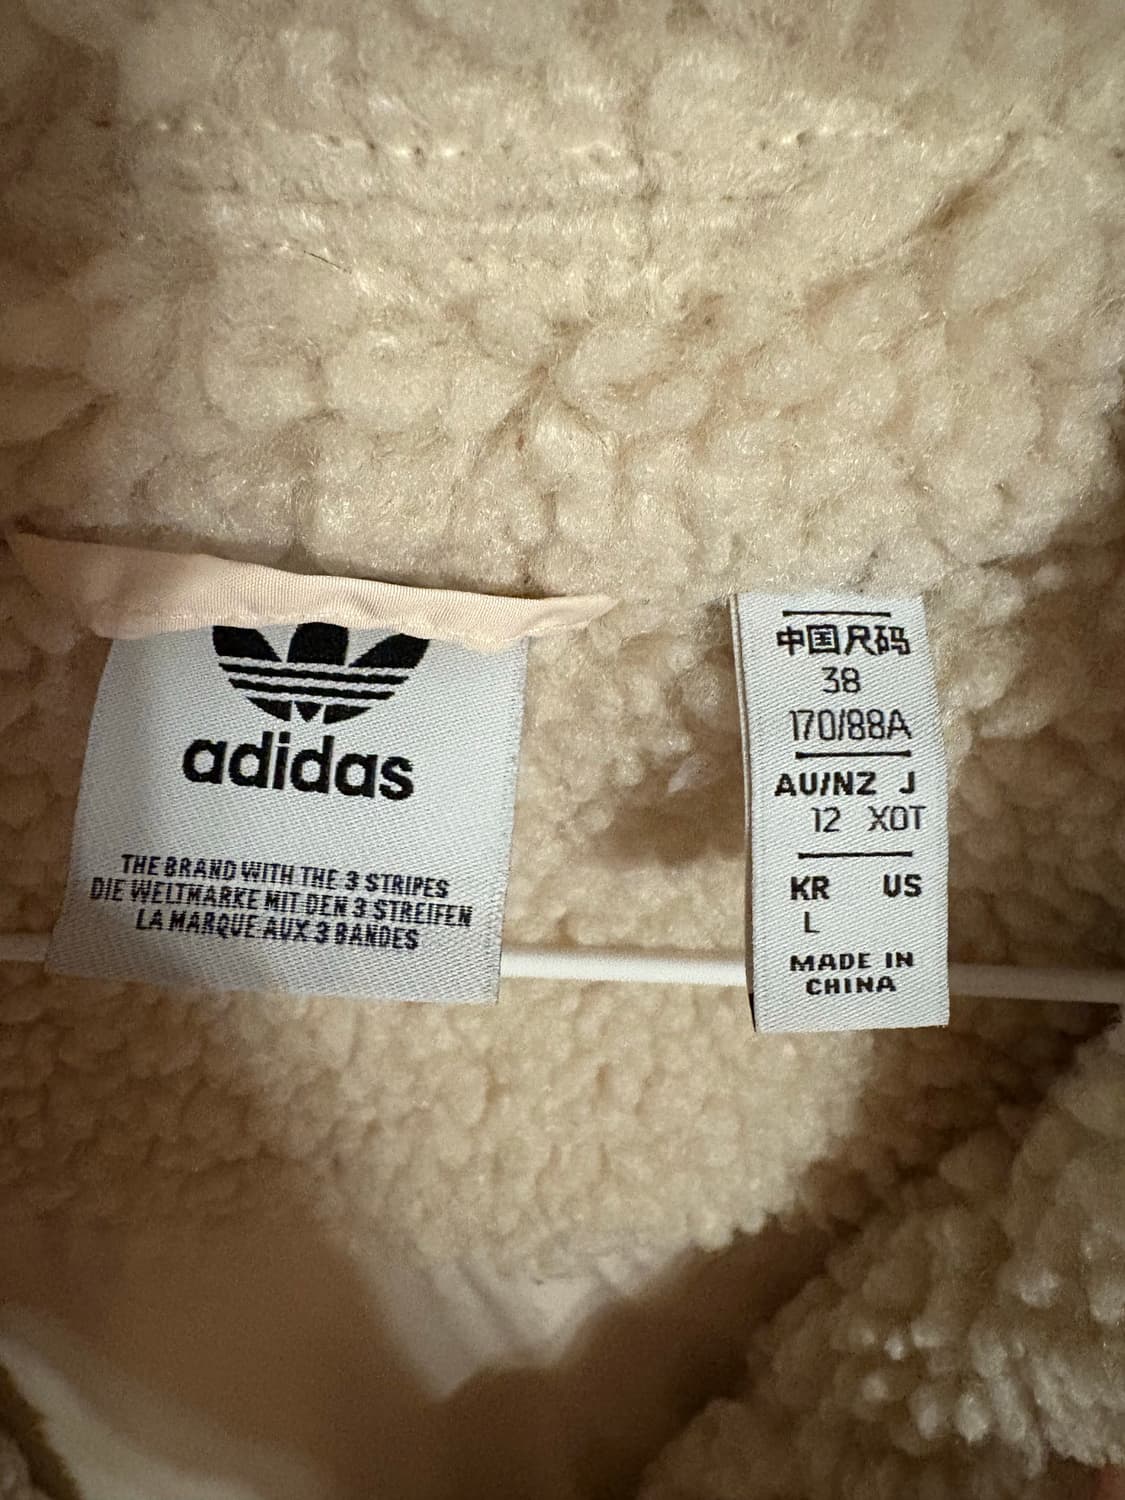 adidas
THE BRAND WITH THE 3 STRIPES
DIE WELTMARKE MIT DEN 3 STREIFEN
LA MARQUE AUX 3 BANDES
中国尺码
38
170/88A
AU/NZ J
12 XOT
KR US
L
MADE IN
CHINA